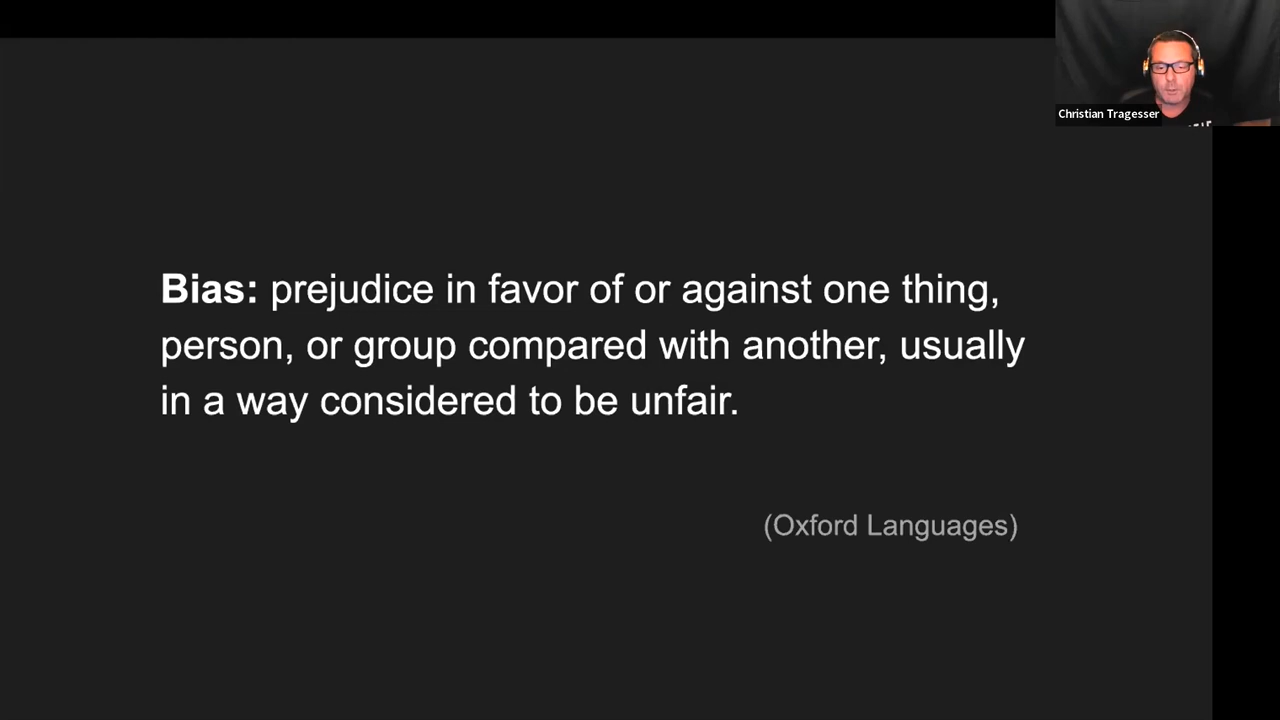 Christian Tragesser
Bias: prejudice in favor of or against one thing,
person, or group compared with another, usually
in a way considered to be unfair.
(Oxford Languages)